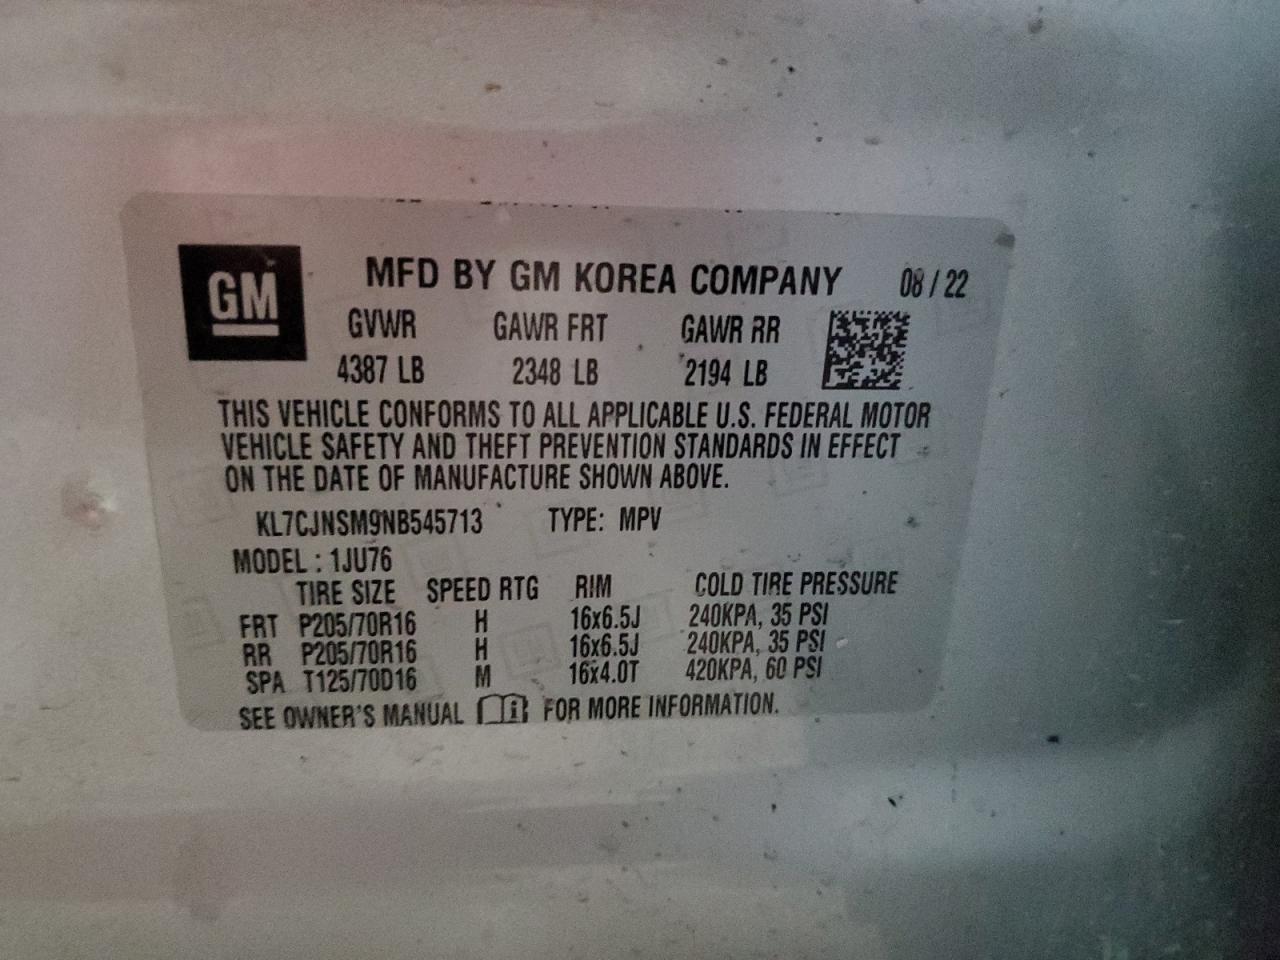 GM
MFD BY GM KOREA COMPANY 08 / 22
GVWR GAWR FRT GAWR RR
4387 LB 2348 LB 2194 LB
THIS VEHICLE CONFORMS TO ALL APPLICABLE U.S. FEDERAL MOTOR
VEHICLE SAFETY AND THEFT PREVENTION STANDARDS IN EFFECT
ON THE DATE OF MANUFACTURE SHOWN ABOVE.
KL7CJNSM9NB545713 TYPE: MPV
MODEL : 1JU76
TIRE SIZE SPEED RTG RIM COLD TIRE PRESSURE
FRT P205/70R16 H 16x6.5J 240KPA, 35 PSI
RR P205/70R16 H 16x6.5J 240KPA, 35 PSI
SPA T125/70D16 M 16x4.0T 420KPA, 60 PSI
SEE OWNER'S MANUAL i FOR MORE INFORMATION.